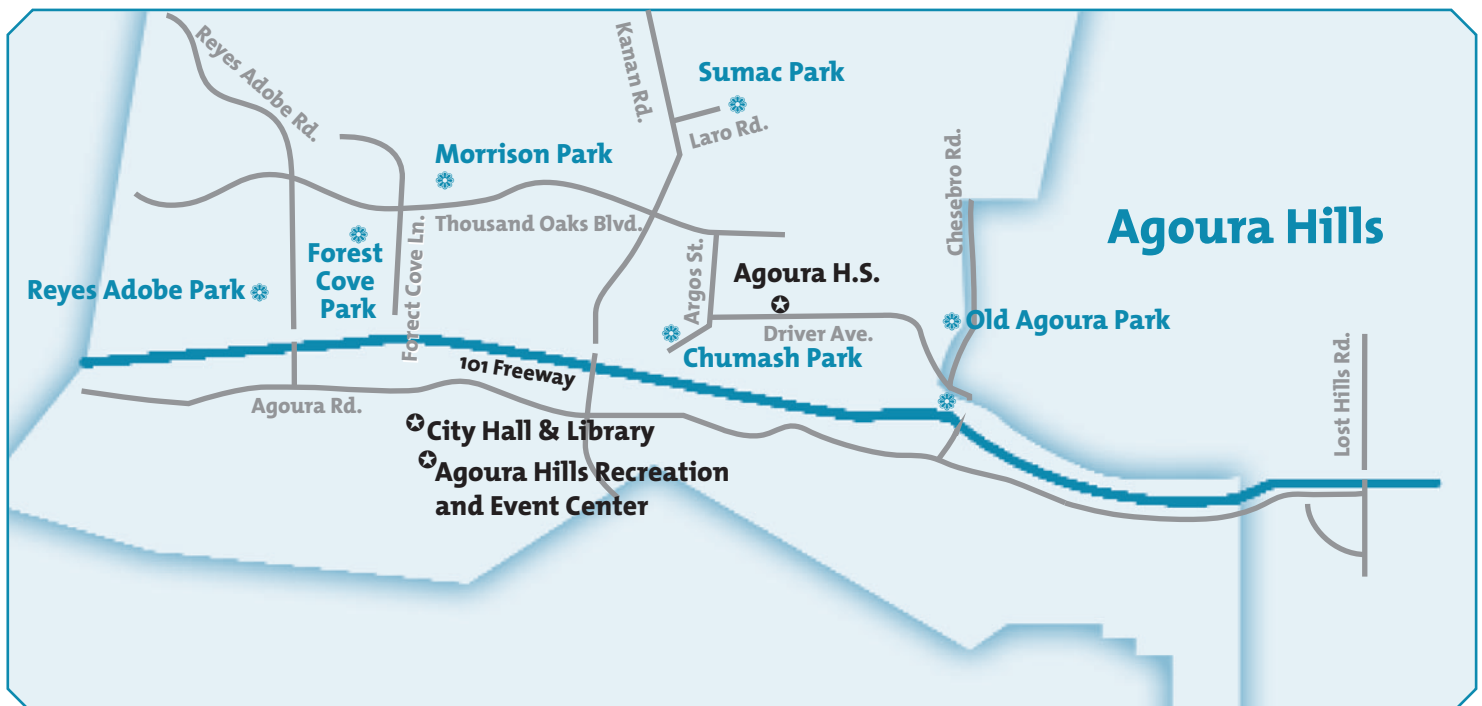 Reyes Adobe Rd.
Kanan Rd.
Sumac Park
Laro Rd.
Morrison Park
Chesebro Rd.
Thousand Oaks Blvd.
Agoura Hills
Forest
Cove
Park
Forect Cove Ln.
Argos St.
Agoura H.S.
Reyes Adobe Park
Driver Ave.
Old Agoura Park
Chumash Park
101 Freeway
Lost Hills Rd.
Agoura Rd.
City Hall & Library
Agoura Hills Recreation
and Event Center